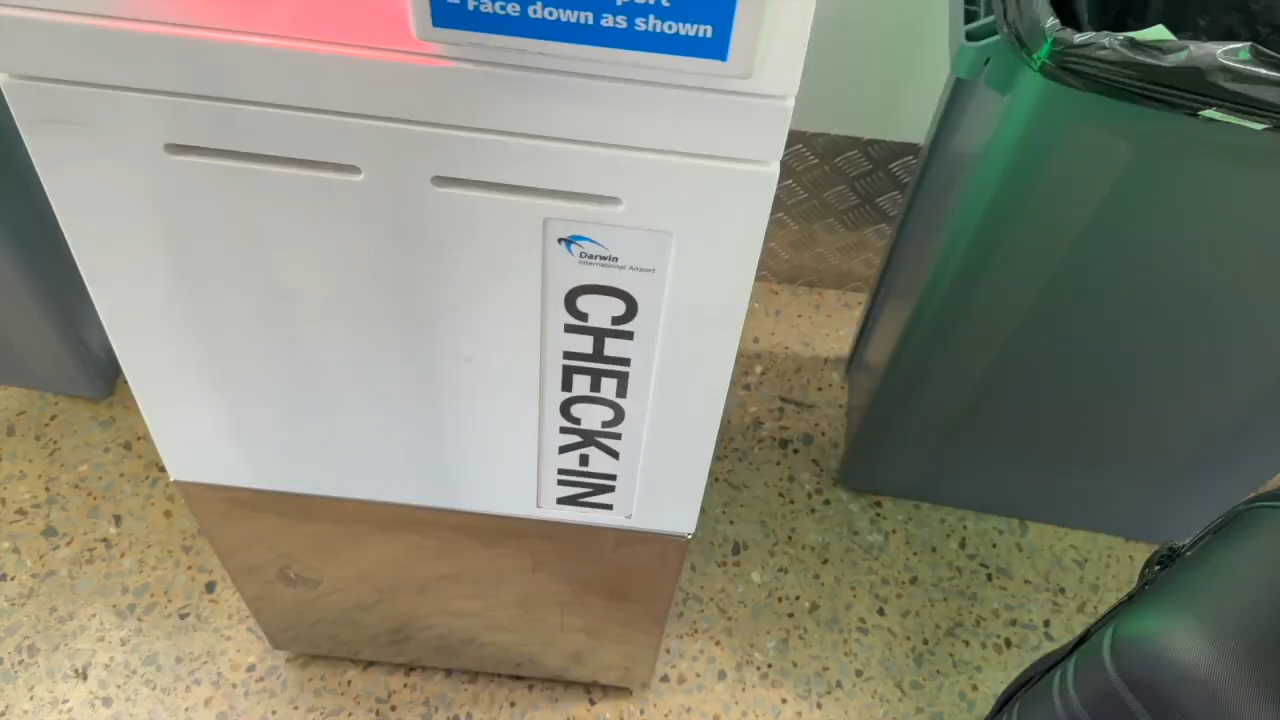 - Face down as shown
Darwin
International Airport
CHECK-IN